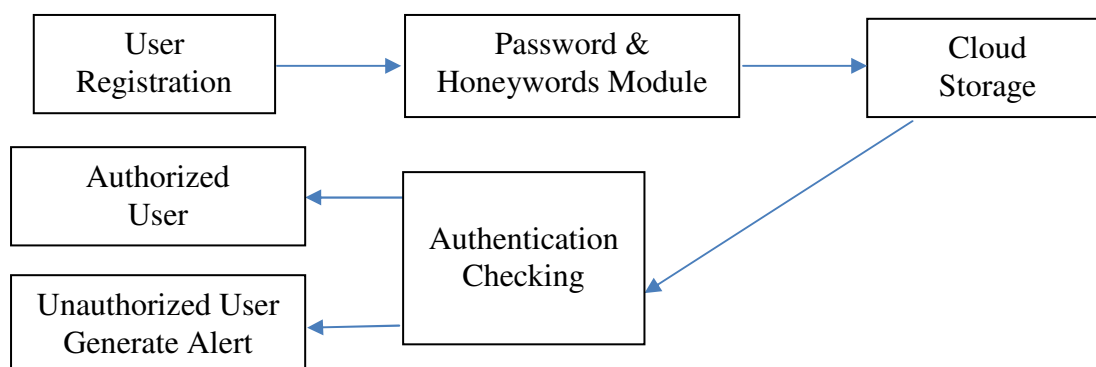 User
Registration
Password &
Honeywords Module
Cloud
Storage
Authorized
User
Authentication
Checking
Unauthorized User
Generate Alert